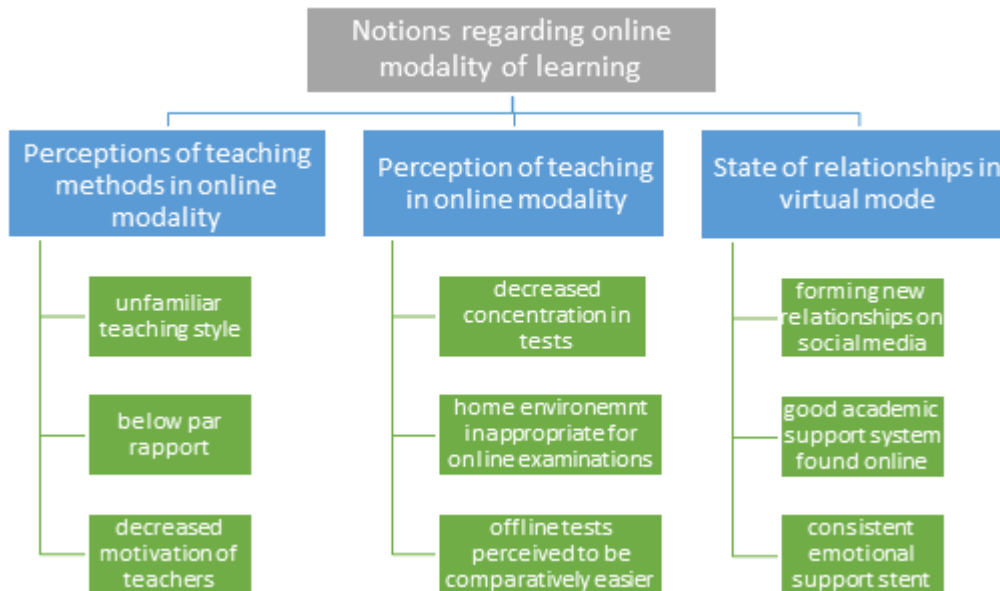 Notions regarding online
modality of learning
Perceptions of teaching
methods in online
modality
Perception of teaching
in online modality
State of relationships in
virtual mode
unfamiliar
teaching style
below par
rapport
decreased
motivation of
teachers
decreased
concentration in
tests
home environemnt
inappropriate for
online examinations
offline tests
perceived to be
comparatively easier
forming new
relationships on
social media
good academic
support system
found online
consistent
emotional
support stent